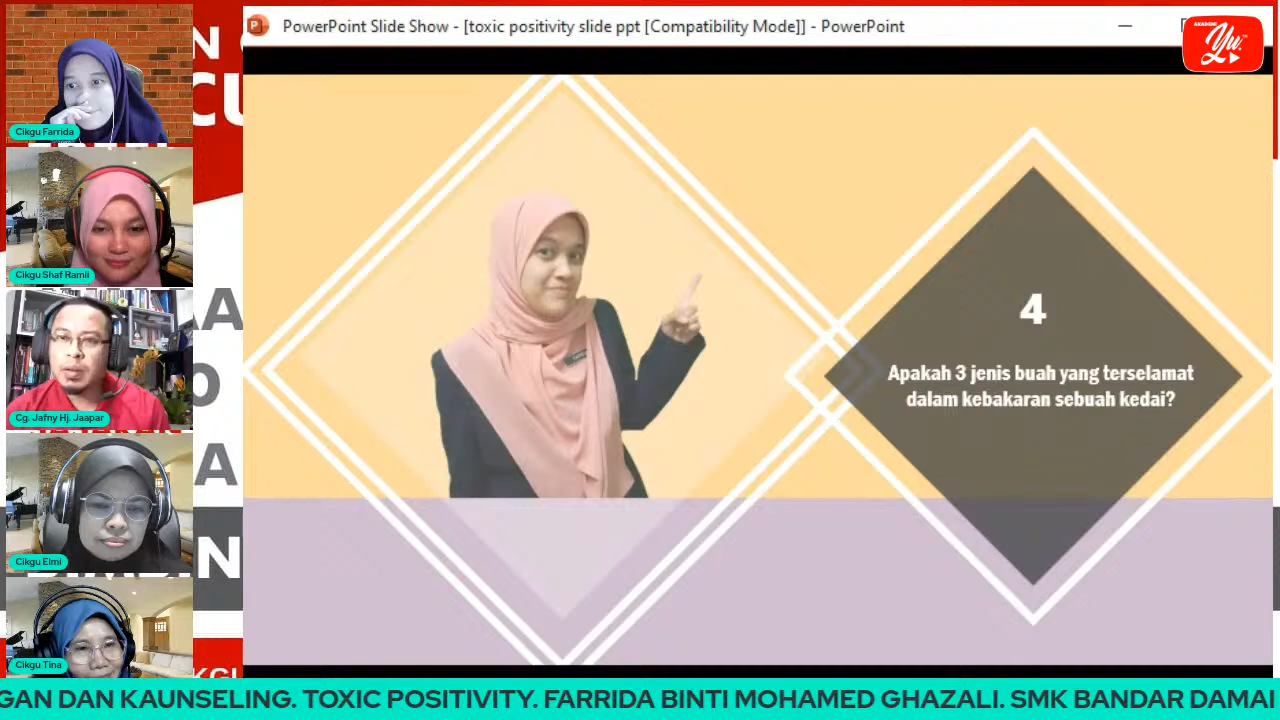 PowerPoint Slide Show - [toxic positivity slide ppt [Compatibility Mode]] - PowerPoint
AKADEMI
Yu.
Cikgu Farrida
Cikgu Shaf Ramli
Cg. Jafny Hj. Jaapar
Cikgu Elmi
Cikgu Tina
4
Apakah 3 jenis buah yang terselamat
dalam kebakaran sebuah kedai?
GAN DAN KAUNSELING. TOXIC POSITIVITY. FARRIDA BINTI MOHAMED GHAZALI. SMK BANDAR DAMAI